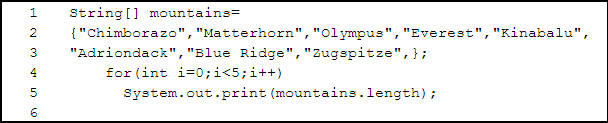 1 String[] mountains=
2 {"Chimborazo","Matterhorn","Olympus","Everest","Kinabalu",
3 "Adriondack","Blue Ridge","Zugspitze",};
4 for(int i=0;i<5;i++)
5 System.out.print(mountains.length);
6